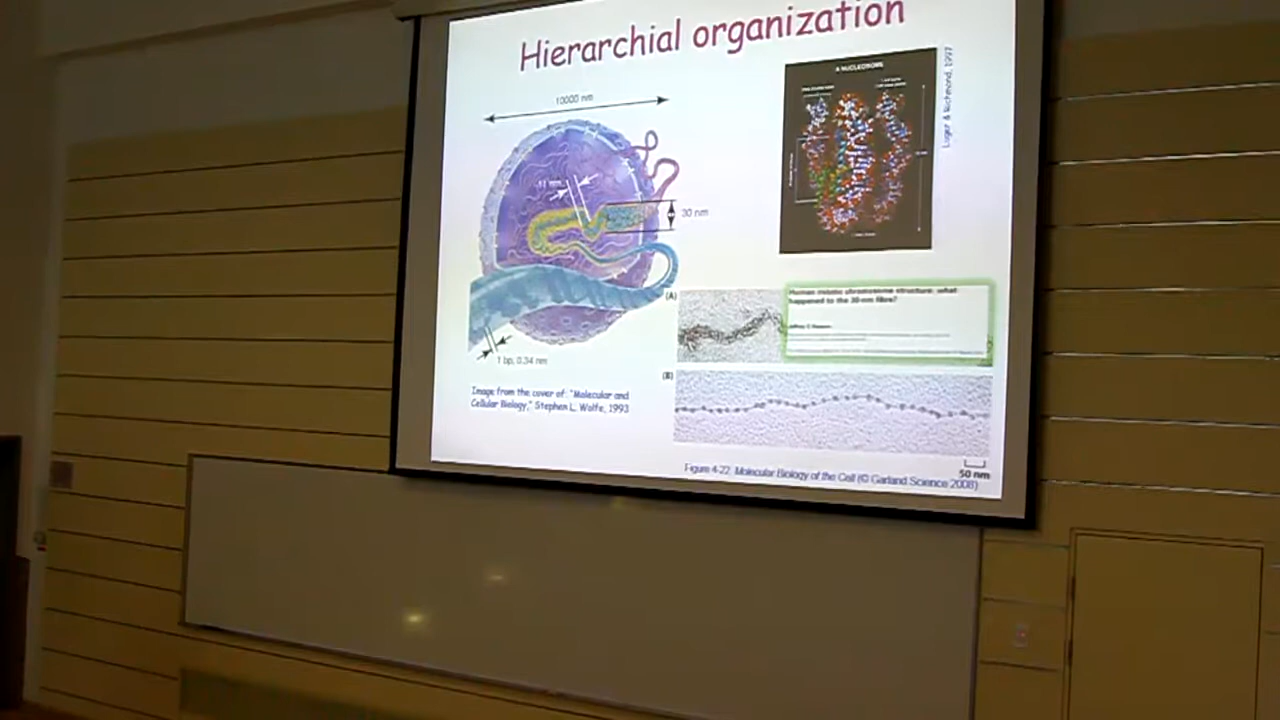 Hierarchial organization
10000 nm
11 nm
30 nm
1 bp, 0.34 nm
Image from the cover of: "Molecular and
Cellular Biology," Stephen L. Wolfe, 1993
A NUCLEOSOME
Luger & Richmond, 1997
(A)
Human mitotic chromosome structure: what
happened to the 30-nm fibre?
(B)
50 nm
Figure 4-22 Molecular Biology of the Cell (© Garland Science 2008)